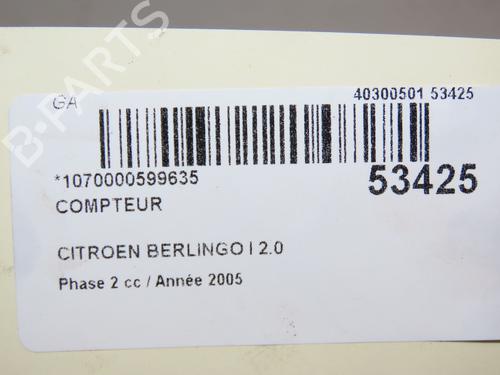 B-PARTS
GA
40300501 53425
*1070000599635
53425
COMPTEUR
CITROEN BERLINGO I 2.0
Phase 2 cc / Année 2005